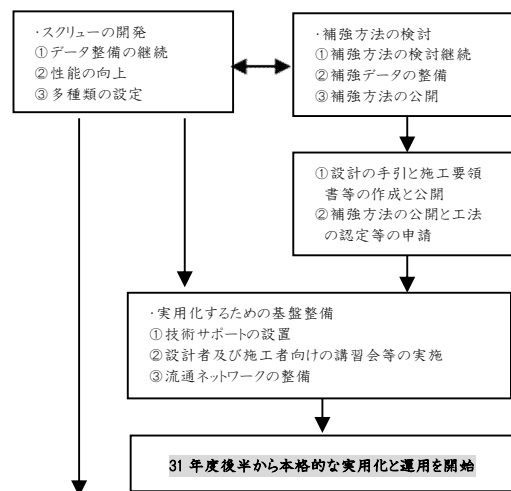 ・スクリューの開発
①データ整備の継続
②性能の向上
③多種類の設定
・補強方法の検討
①補強方法の検討継続
②補強データの整備
③補強方法の公開
①設計の手引と施工要領
書等の作成と公開
②補強方法の公開と工法
の認定等の申請
・実用化するための基盤整備
①技術サポートの設置
②設計者及び施工者向けの講習会等の実施
③流通ネットワークの整備
31 年度後半から本格的な実用化と運用を開始